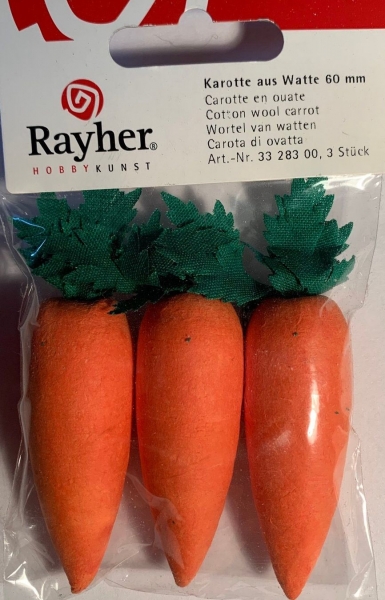 Rayher®
HOBBYKUNST
Karotte aus Watte 60 mm
Carotte en ouate
Cotton wool carrot
Wortel van watten
Carota di ovatta
Art.-Nr. 33 283 00, 3 Stück